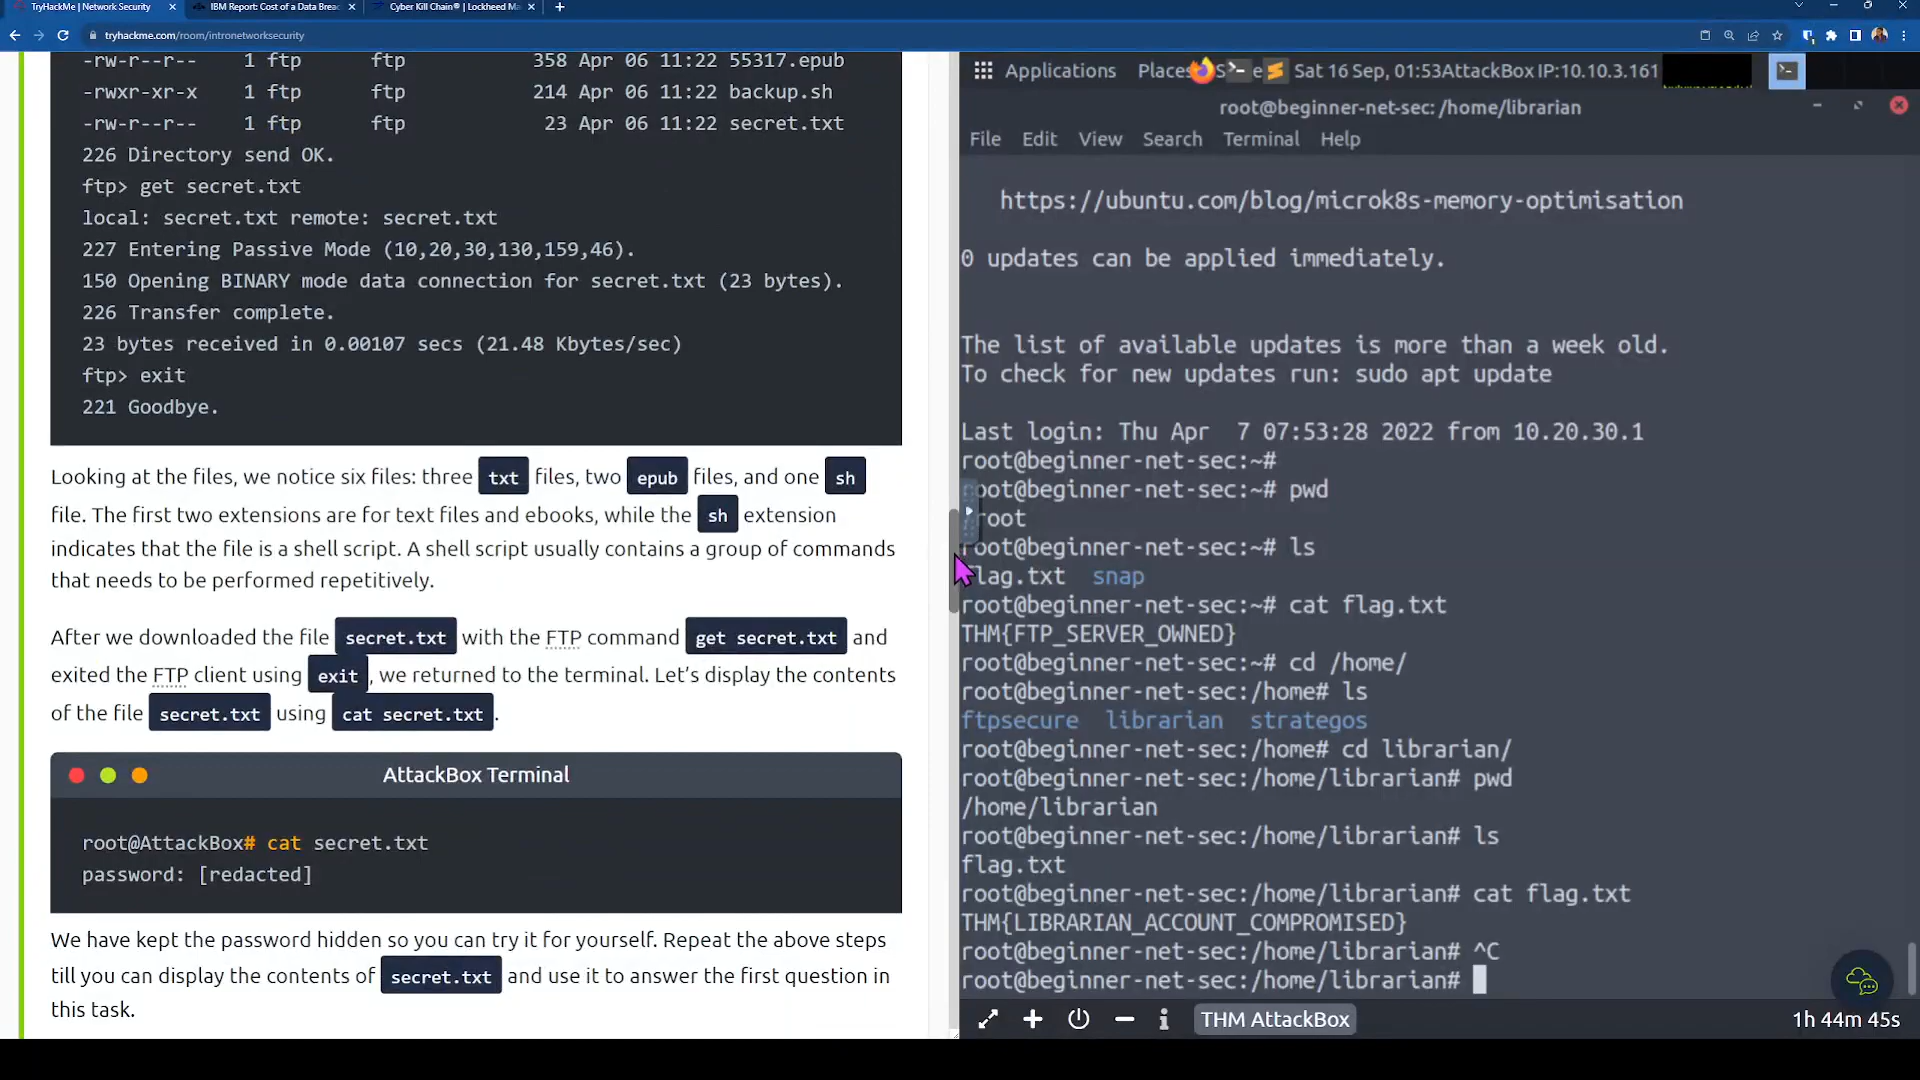 TryHackMe | Network Security
IBM Report: Cost of a Data Breac
Cyber Kill Chain® | Lockheed Ma
tryhackme.com/room/intronetworksecurity
-rw-r--r-- 1 ftp ftp 358 Apr 06 11:22 55317.epub
-rwxr-xr-x 1 ftp ftp 214 Apr 06 11:22 backup.sh
-rw-r--r-- 1 ftp ftp 23 Apr 06 11:22 secret.txt
226 Directory send OK.
ftp> get secret.txt
local: secret.txt remote: secret.txt
227 Entering Passive Mode (10,20,30,130,159,46).
150 Opening BINARY mode data connection for secret.txt (23 bytes).
226 Transfer complete.
23 bytes received in 0.00107 secs (21.48 Kbytes/sec)
ftp> exit
221 Goodbye.
Looking at the files, we notice six files: three txt files, two epub files, and one sh
file. The first two extensions are for text files and ebooks, while the sh extension
indicates that the file is a shell script. A shell script usually contains a group of commands
that needs to be performed repetitively.
After we downloaded the file secret.txt with the FTP command get secret.txt and
exited the FTP client using exit , we returned to the terminal. Let’s display the contents
of the file secret.txt using cat secret.txt .
AttackBox Terminal
root@AttackBox# cat secret.txt
password: [redacted]
We have kept the password hidden so you can try it for yourself. Repeat the above steps
till you can display the contents of secret.txt and use it to answer the first question in
this task.
Applications Places Sat 16 Sep, 01:53 AttackBox IP:10.10.3.161
root@beginner-net-sec: /home/librarian
File Edit View Search Terminal Help
https://ubuntu.com/blog/microk8s-memory-optimisation
0 updates can be applied immediately.
The list of available updates is more than a week old.
To check for new updates run: sudo apt update
Last login: Thu Apr  7 07:53:28 2022 from 10.20.30.1
root@beginner-net-sec:~#
root@beginner-net-sec:~# pwd
/root
root@beginner-net-sec:~# ls
flag.txt snap
root@beginner-net-sec:~# cat flag.txt
THM{FTP_SERVER_OWNED}
root@beginner-net-sec:~# cd /home/
root@beginner-net-sec:/home# ls
ftpsecure librarian strategos
root@beginner-net-sec:/home# cd librarian/
root@beginner-net-sec:/home/librarian# pwd
/home/librarian
root@beginner-net-sec:/home/librarian# ls
flag.txt
root@beginner-net-sec:/home/librarian# cat flag.txt
THM{LIBRARIAN_ACCOUNT_COMPROMISED}
root@beginner-net-sec:/home/librarian# ^C
root@beginner-net-sec:/home/librarian#
THM AttackBox
1h 44m 45s